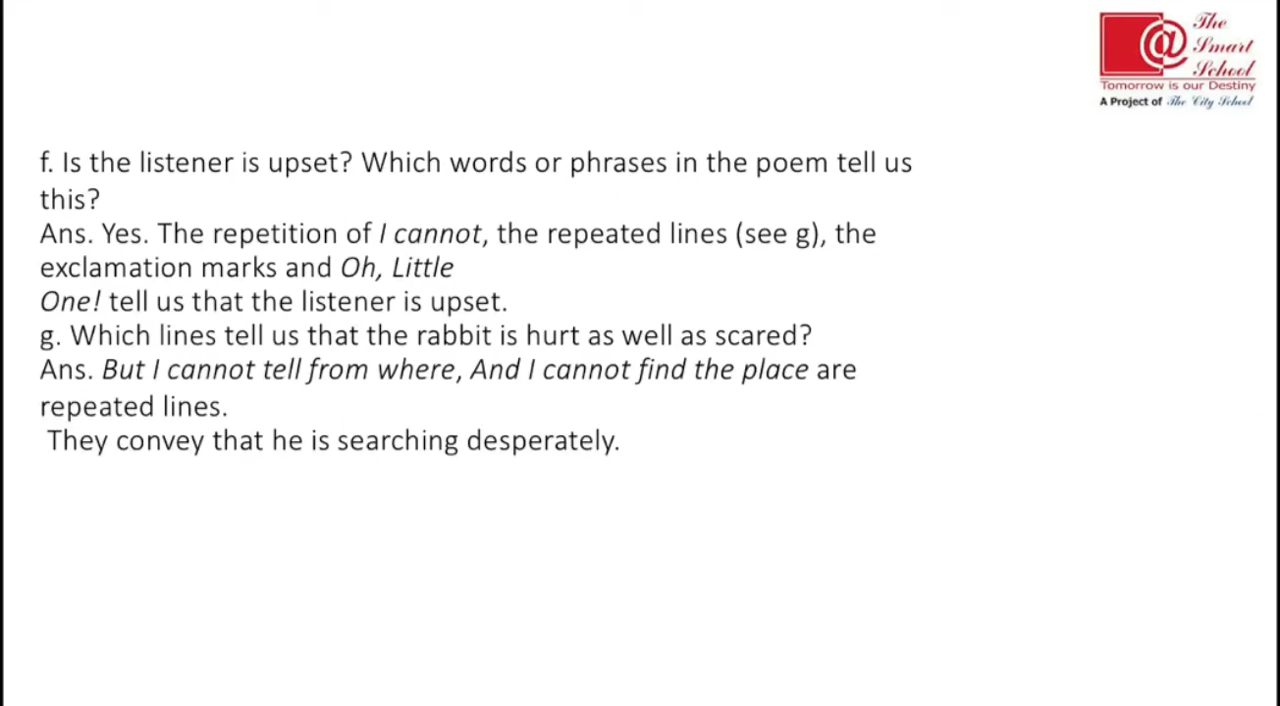 The
Smart
School
Tomorrow is our Destiny
A Project of The City School
f. Is the listener is upset? Which words or phrases in the poem tell us
this?
Ans. Yes. The repetition of I cannot, the repeated lines (see g), the
exclamation marks and Oh, Little
One! tell us that the listener is upset.
g. Which lines tell us that the rabbit is hurt as well as scared?
Ans. But I cannot tell from where, And I cannot find the place are
repeated lines.
They convey that he is searching desperately.